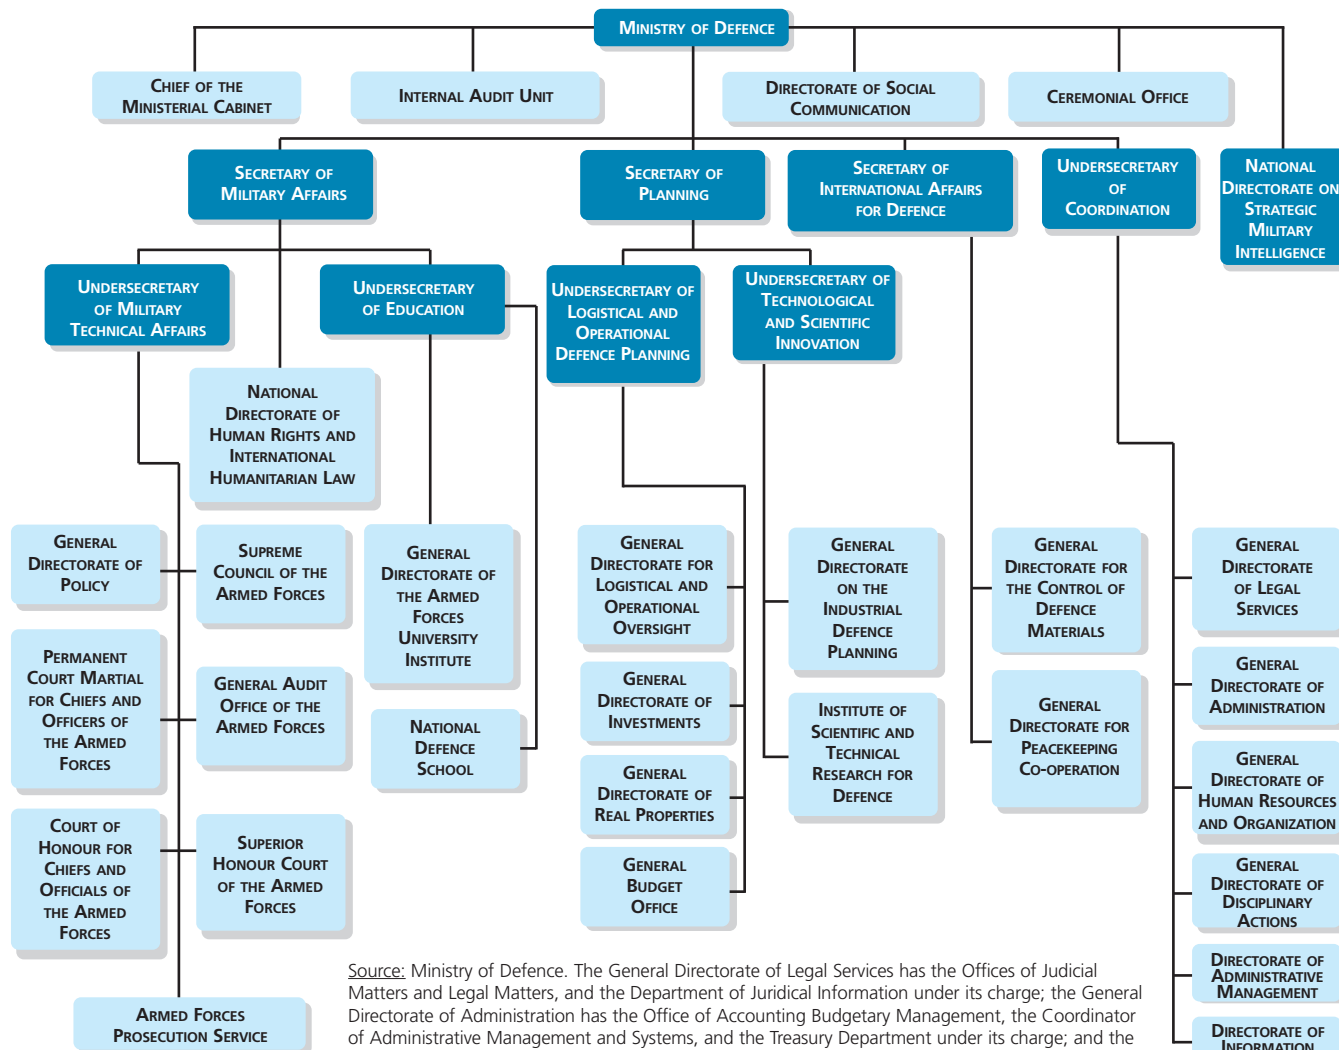 MINISTRY OF DEFENCE
CHIEF OF THE
MINISTERIAL CABINET
INTERNAL AUDIT UNIT
DIRECTORATE OF SOCIAL
COMMUNICATION
CEREMONIAL OFFICE
SECRETARY OF
MILITARY AFFAIRS
SECRETARY OF
PLANNING
SECRETARY OF
INTERNATIONAL AFFAIRS
FOR DEFENCE
UNDERSECRETARY
OF
COORDINATION
NATIONAL
DIRECTORATE ON
STRATEGIC
MILITARY
INTELLIGENCE
UNDERSECRETARY
OF MILITARY
TECHNICAL AFFAIRS
UNDERSECRETARY
OF EDUCATION
UNDERSECRETARY OF
LOGISTICAL AND
OPERATIONAL
DEFENCE PLANNING
UNDERSECRETARY OF
TECHNOLOGICAL
AND SCIENTIFIC
INNOVATION
NATIONAL
DIRECTORATE OF
HUMAN RIGHTS AND
INTERNATIONAL
HUMANITARIAN LAW
GENERAL
DIRECTORATE OF
POLICY
SUPREME
COUNCIL OF THE
ARMED FORCES
GENERAL
DIRECTORATE OF
THE ARMED
FORCES
UNIVERSITY
INSTITUTE
GENERAL
DIRECTORATE FOR
LOGISTICAL AND
OPERATIONAL
OVERSIGHT
GENERAL
DIRECTORATE
ON THE
INDUSTRIAL
DEFENCE
PLANNING
GENERAL
DIRECTORATE FOR
THE CONTROL OF
DEFENCE
MATERIALS
GENERAL
DIRECTORATE
OF LEGAL
SERVICES
PERMANENT
COURT MARTIAL
FOR CHIEFS AND
OFFICERS OF
THE ARMED
FORCES
GENERAL AUDIT
OFFICE OF THE
ARMED FORCES
NATIONAL
DEFENCE
SCHOOL
GENERAL
DIRECTORATE OF
INVESTMENTS
INSTITUTE OF
SCIENTIFIC AND
TECHNICAL
RESEARCH FOR
DEFENCE
GENERAL
DIRECTORATE FOR
PEACEKEEPING
CO-OPERATION
GENERAL
DIRECTORATE OF
ADMINISTRATION
GENERAL
DIRECTORATE OF
REAL PROPERTIES
GENERAL
DIRECTORATE OF
HUMAN RESOURCES
AND ORGANIZATION
COURT OF
HONOUR FOR
CHIEFS AND
OFFICIALS OF
THE ARMED
FORCES
SUPERIOR
HONOUR COURT
OF THE ARMED
FORCES
GENERAL
BUDGET
OFFICE
GENERAL
DIRECTORATE OF
DISCIPLINARY
ACTIONS
DIRECTORATE OF
ADMINISTRATIVE
MANAGEMENT
ARMED FORCES
PROSECUTION SERVICE
DIRECTORATE OF
INFORMATION
Source: Ministry of Defence. The General Directorate of Legal Services has the Offices of Judicial
Matters and Legal Matters, and the Department of Juridical Information under its charge; the General
Directorate of Administration has the Office of Accounting Budgetary Management, the Coordinator
of Administrative Management and Systems, and the Treasury Department under its charge; and the